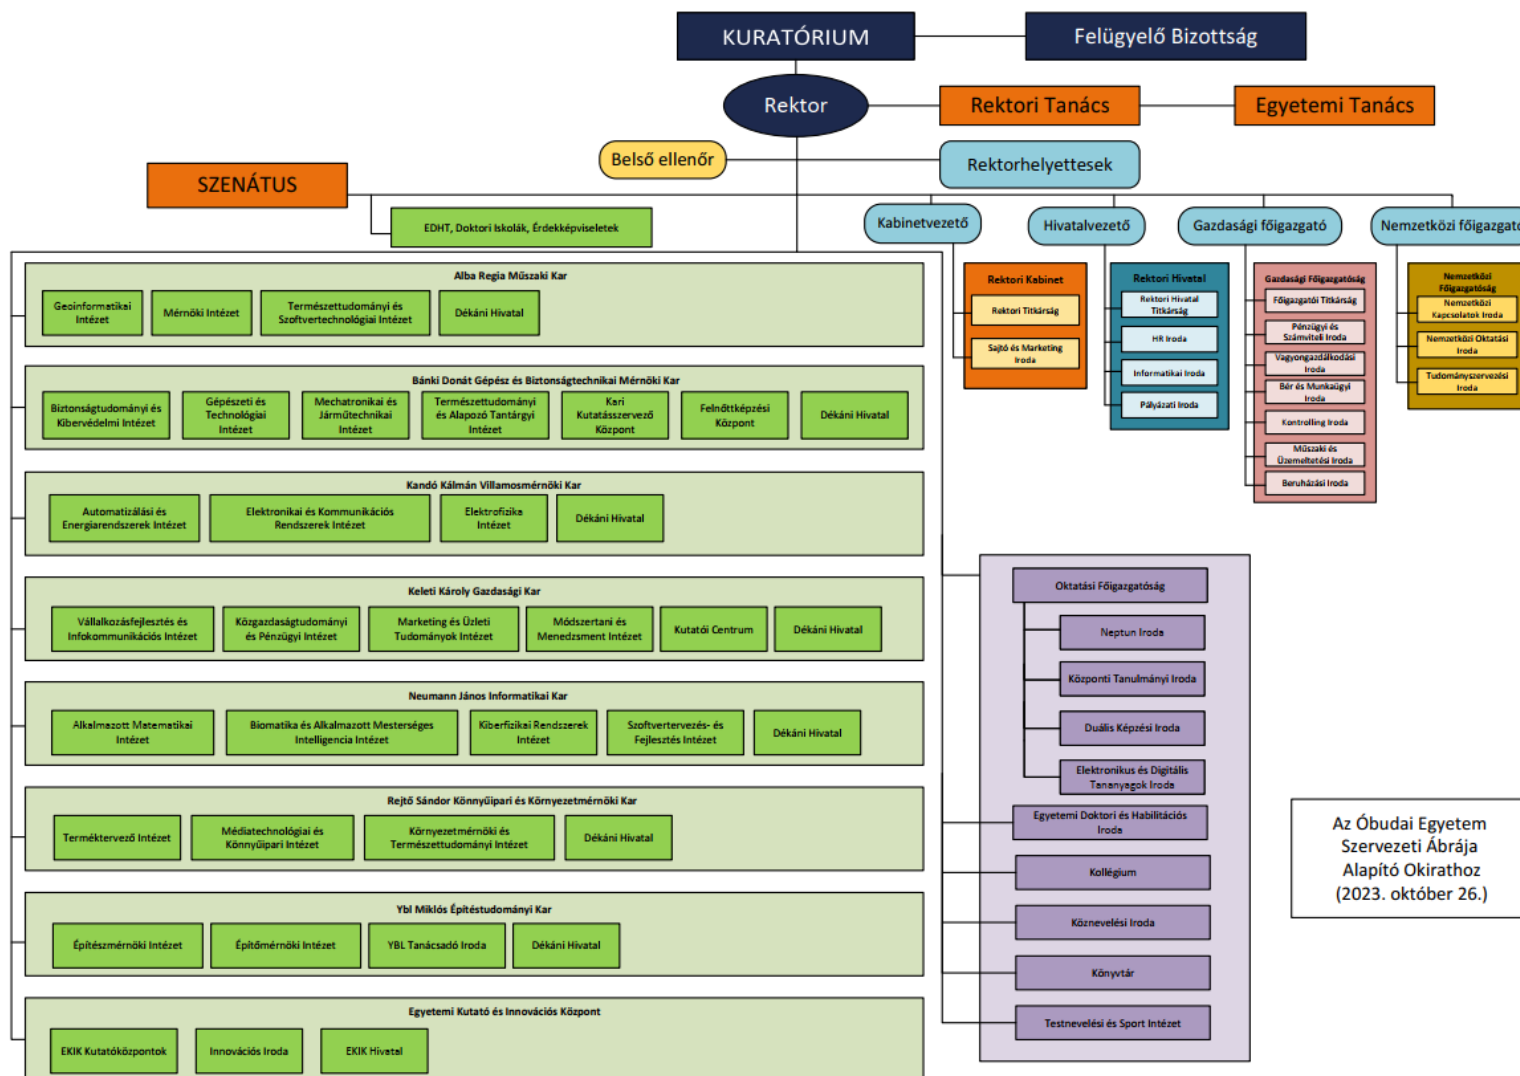 KURATÓRIUM
Felügyelő Bizottság
Rektor
Rektori Tanács
Egyetemi Tanács
Belső ellenőr
Rektorhelyettesek
SZENÁTUS
EDHT, Doktori Iskolák, Érdekképviseletek
Kabinetvezető
Hivatalvezető
Gazdasági főigazgató
Nemzetközi főigazgató
Rektori Kabinet
Rektori Titkárság
Sajtó és Marketing
Iroda
Rektori Hivatal
Rektori Hivatal
Titkárság
HR Iroda
Informatikai Iroda
Pályázati Iroda
Gazdasági Főigazgatóság
Főigazgatói Titkárság
Pénzügyi és
Számviteli Iroda
Vagyongazdálkodási
Iroda
Bér és Munkaügyi
Iroda
Kontrolling Iroda
Műszaki és
Üzemeltetési Iroda
Beruházási Iroda
Nemzetközi
Főigazgatóság
Nemzetközi
Kapcsolatok Iroda
Nemzetközi Oktatási
Iroda
Tudományszervezési
Iroda
Alba Regia Műszaki Kar
Geoinformatikai
Intézet
Mérnöki Intézet
Természettudományi és
Szoftvertechnológiai Intézet
Dékáni Hivatal
Bánki Donát Gépész és Biztonságtechnikai Mérnöki Kar
Biztonságtudományi és
Kibervédelmi Intézet
Gépészeti és
Technológiai
Intézet
Mechatronikai és
Járműtechnikai
Intézet
Természettudományi
és Alapozó Tantárgyi
Intézet
Kari
Kutatásszervező
Központ
Felnőttképzési
Központ
Dékáni Hivatal
Kandó Kálmán Villamosmérnöki Kar
Automatizálási és
Energiarendszerek Intézet
Elektronikai és Kommunikációs
Rendszerek Intézet
Elektrofizika
Intézet
Dékáni Hivatal
Keleti Károly Gazdasági Kar
Vállalkozásfejlesztés és
Infokommunikációs Intézet
Közgazdaságtudományi
és Pénzügyi Intézet
Marketing és Üzleti
Tudományok Intézet
Módszertani és
Menedzsment Intézet
Kutatói Centrum
Dékáni Hivatal
Neumann János Informatikai Kar
Alkalmazott Matematikai
Intézet
Biomatika és Alkalmazott Mesterséges
Intelligencia Intézet
Kiberfizikai Rendszerek
Intézet
Szoftvertervezés- és
Fejlesztés Intézet
Dékáni Hivatal
Rejtő Sándor Könnyűipari és Környezetmérnöki Kar
Terméktervező Intézet
Médiatechnológiai és
Könnyűipari Intézet
Környezetmérnöki és
Természettudományi Intézet
Dékáni Hivatal
Ybl Miklós Építéstudományi Kar
Építészmérnöki Intézet
Építőmérnöki Intézet
YBL Tanácsadó Iroda
Dékáni Hivatal
Egyetemi Kutató és Innovációs Központ
EKIK Kutatóközpontok
Innovációs Iroda
EKIK Hivatal
Oktatási Főigazgatóság
Neptun Iroda
Központi Tanulmányi Iroda
Duális Képzési Iroda
Elektronikus és Digitális
Tananyagok Iroda
Egyetemi Doktori és Habilitációs
Iroda
Kollégium
Köznevelési Iroda
Könyvtár
Testnevelési és Sport Intézet
Az Óbudai Egyetem
Szervezeti Ábrája
Alapító Okirathoz
(2023. október 26.)